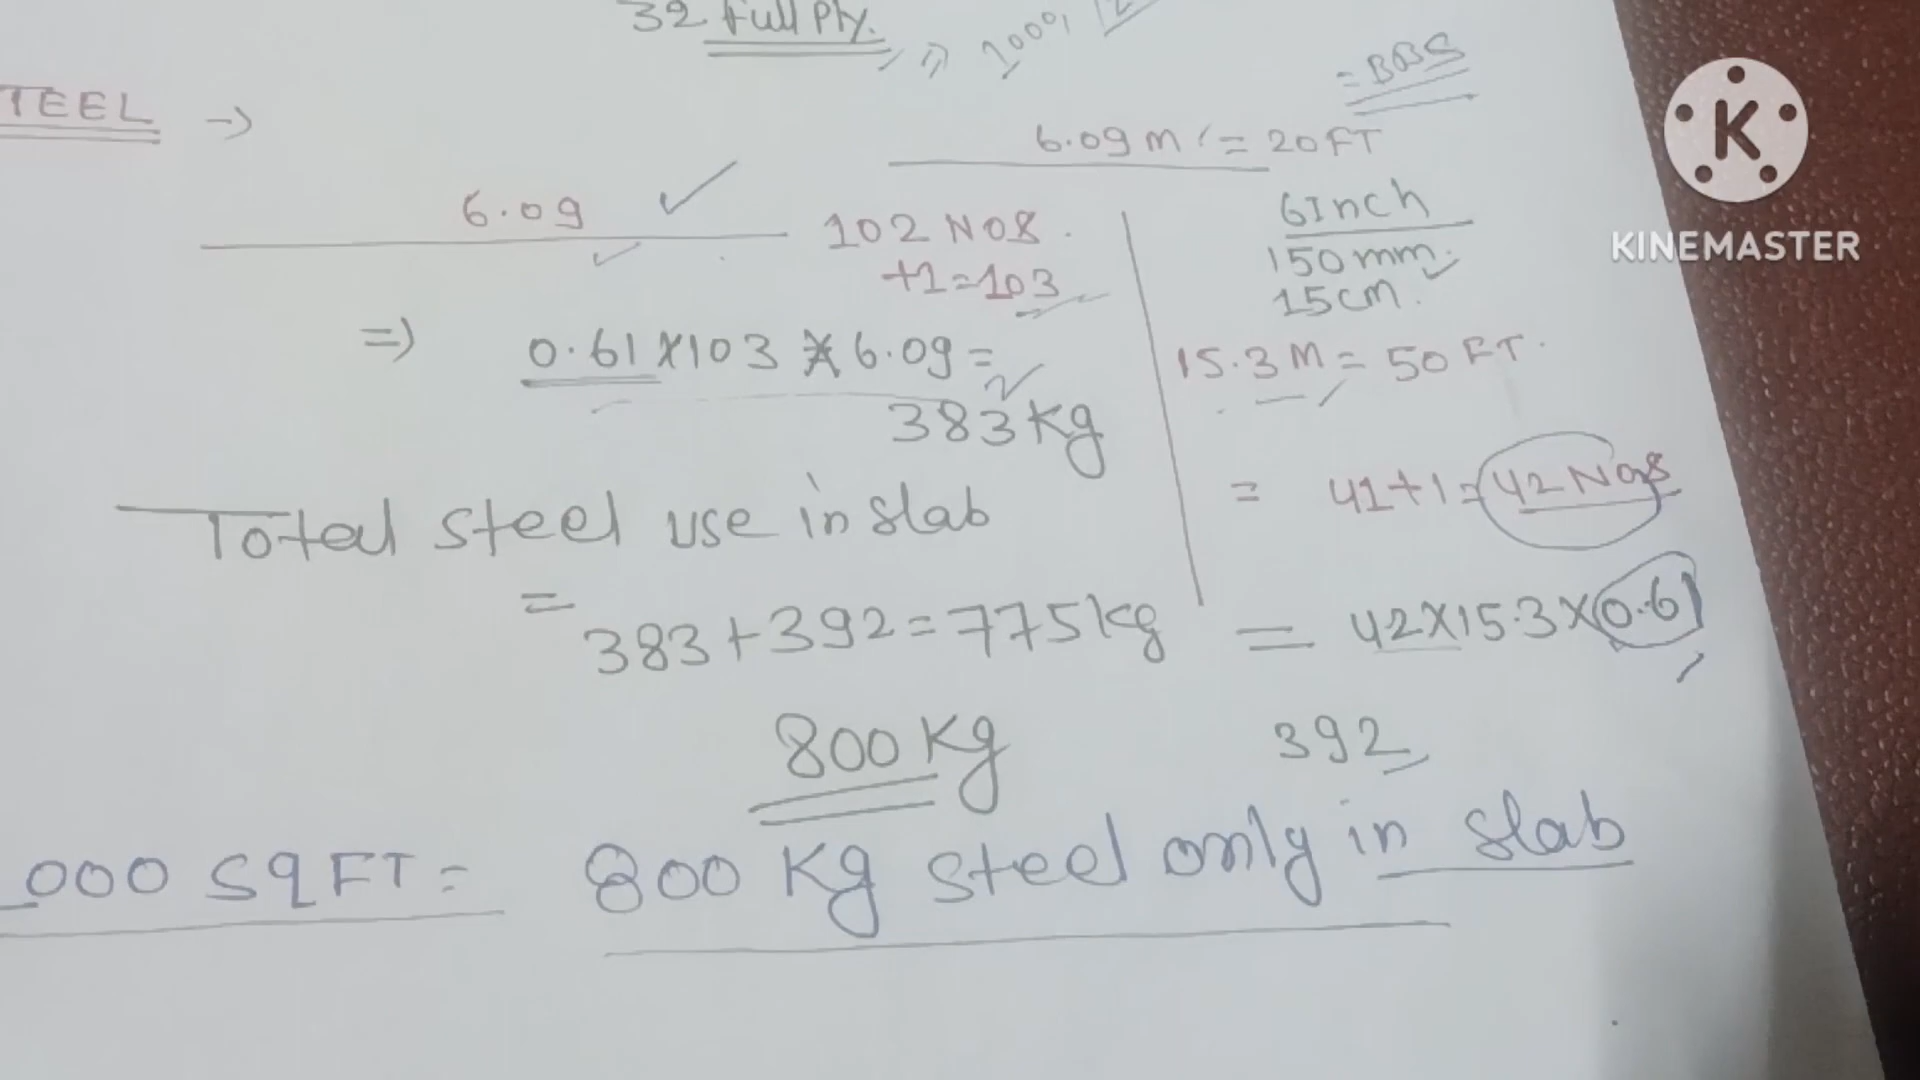 32 Full Ply.
100%
= BBS
TEEL →
6.09 m = 20 FT
6.09
102 NOS.
+1=103
6 Inch
150 mm.
15 cm.
=> 0.61 x 103 x 6.09 =
383 kg
15.3 M = 50 FT.
= 41+1 = 42 Nos
Total steel use in slab
= 383 + 392 = 775 kg
= 42 x 15.3 x 0.61
800 Kg
392
000 SQ FT = 800 Kg steel only in slab
K
KINEMASTER